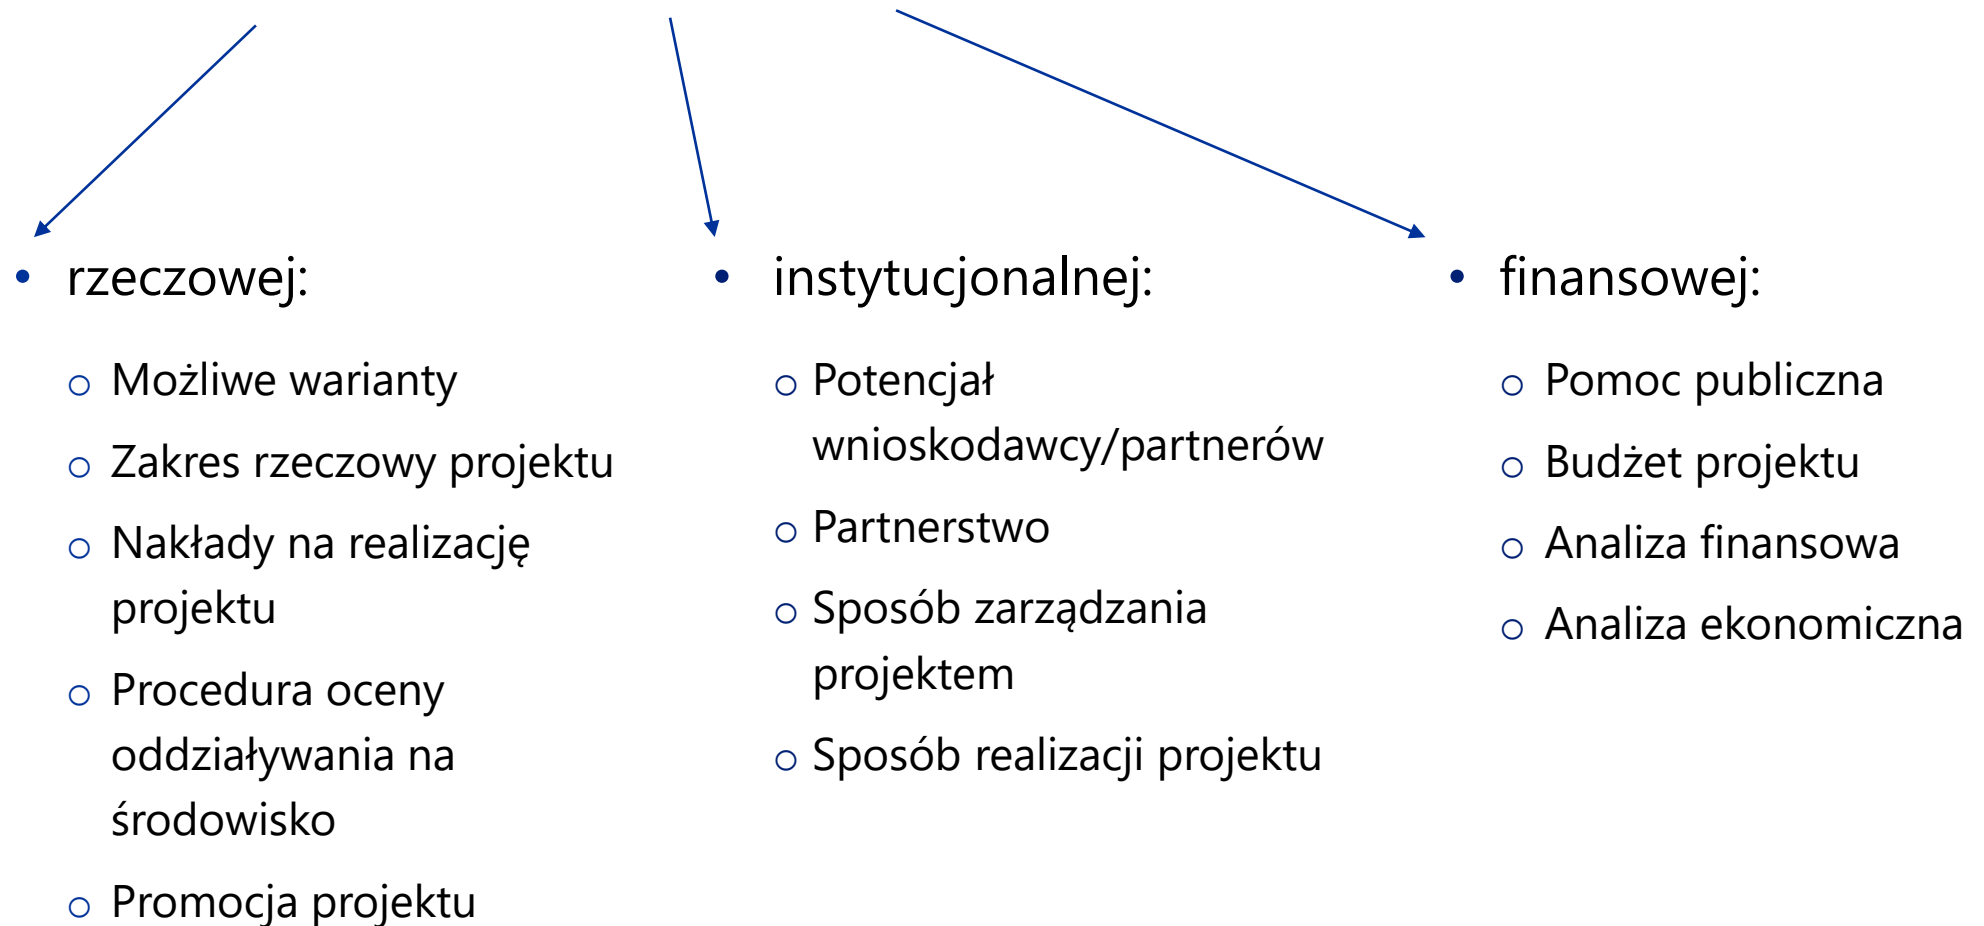 • rzeczowej:
o Możliwe warianty
o Zakres rzeczowy projektu
o Nakłady na realizację
projektu
o Procedura oceny
oddziaływania na
środowisko
o Promocja projektu
• instytucjonalnej:
o Potencjał
wnioskodawcy/partnerów
o Partnerstwo
o Sposób zarządzania
projektem
o Sposób realizacji projektu
• finansowej:
o Pomoc publiczna
o Budżet projektu
o Analiza finansowa
o Analiza ekonomiczna